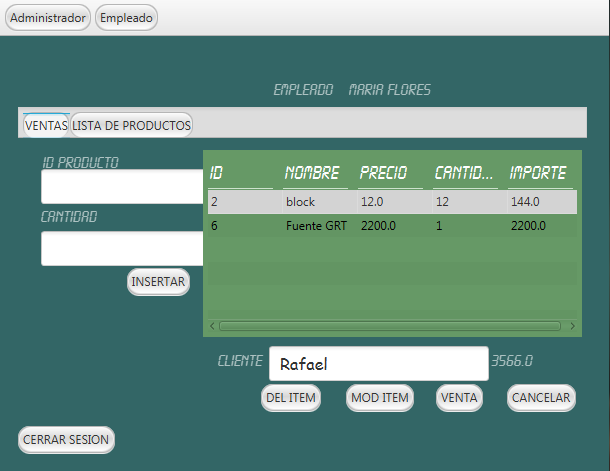 Administrador Empleado
EMPLEADO MARIA FLORES
VENTAS LISTA DE PRODUCTOS
ID PRODUCTO
CANTIDAD
INSERTAR
ID NOMBRE PRECIO CANTID... IMPORTE
2 block 12.0 12 144.0
6 Fuente GRT 2200.0 1 2200.0
CLIENTE Rafael 3566.0
DEL ITEM MOD ITEM VENTA CANCELAR
CERRAR SESION